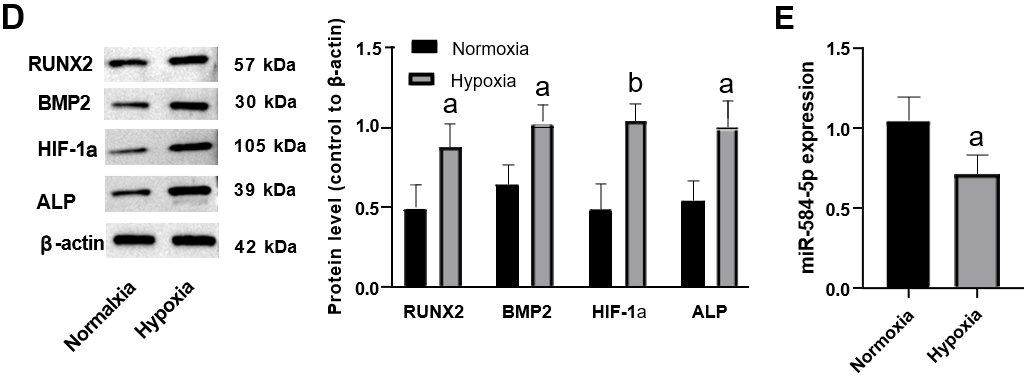 D
RUNX2
57 kDa
BMP2
30 kDa
HIF-1a
105 kDa
ALP
39 kDa
β-actin
42 kDa
Normalxia
Hypoxia
Protein level (control to β-actin)
1.5
1.0
0.5
0.0
Normoxia
Hypoxia
a
a
b
a
RUNX2
BMP2
HIF-1a
ALP
E
miR-584-5p expression
1.5
1.0
0.5
0.0
a
Normoxia
Hypoxia